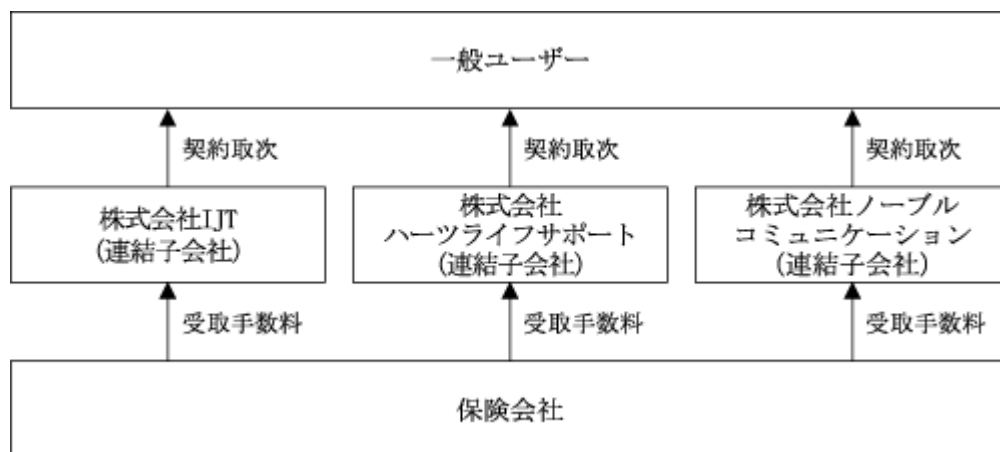 一般ユーザー
契約取次
契約取次
契約取次
株式会社IJT
(連結子会社)
株式会社
ハーツライフサポート
(連結子会社)
株式会社ノーブル
コミュニケーション
(連結子会社)
受取手数料
受取手数料
受取手数料
保険会社